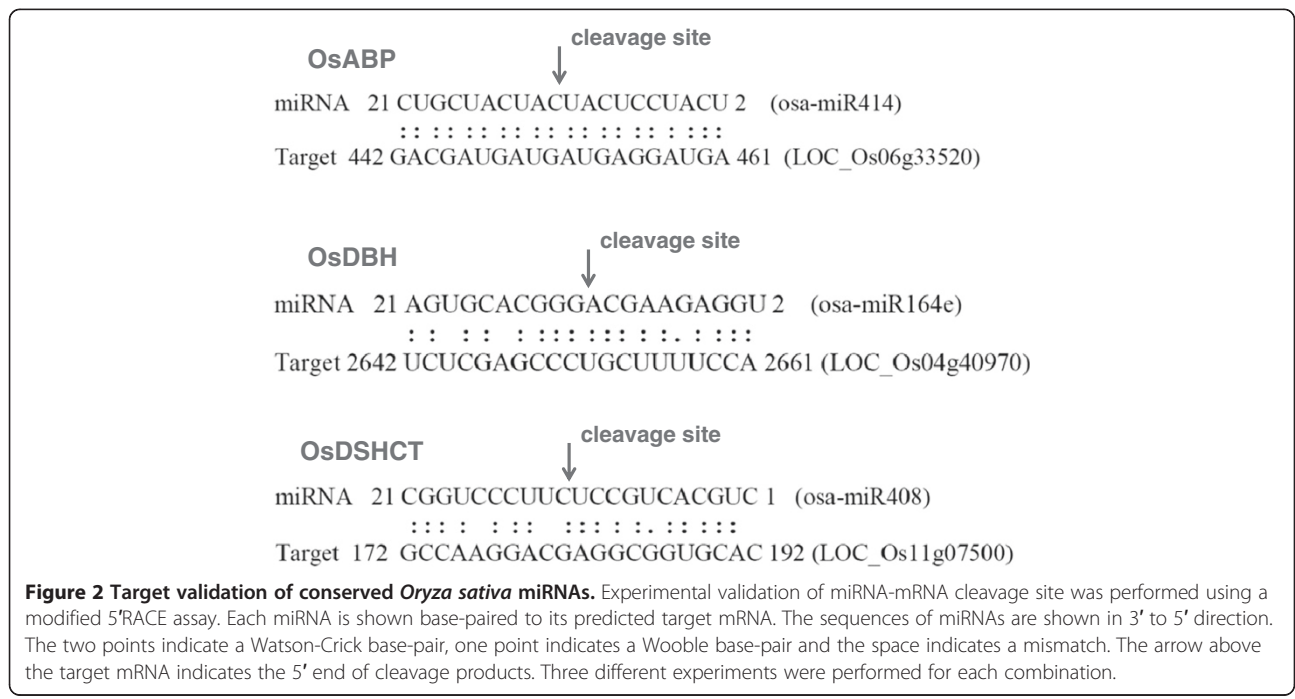 cleavage site
OsABP
miRNA 21 CUGCUACUACUACUCCUACU 2 (osa-miR414)
:: :: :: :: :: :: :: :: : :::
Target 442 GACGAUGAUGAUGAGGAUGA 461 (LOC_Os06g33520)
cleavage site
OsDBH
miRNA 21 AGUGCACGGGACGAAGAGGU 2 (osa-miR164e)
: : : : : ::: ::: :. : :::
Target 2642 UCUCGAGCCCUGCUUUUCCA 2661 (LOC_Os04g40970)
cleavage site
OsDSHCT
miRNA 21 CGGUCCCUUCUCCGUCACGUC 1 (osa-miR408)
::: : : :: ::: : :. :: :::
Target 172 GCCAAGGACGAGGCGGUGCAC 192 (LOC_Os11g07500)
Figure 2 Target validation of conserved Oryza sativa miRNAs. Experimental validation of miRNA-mRNA cleavage site was performed using a
modified 5′RACE assay. Each miRNA is shown base-paired to its predicted target mRNA. The sequences of miRNAs are shown in 3′ to 5′ direction.
The two points indicate a Watson-Crick base-pair, one point indicates a Wooble base-pair and the space indicates a mismatch. The arrow above
the target mRNA indicates the 5′ end of cleavage products. Three different experiments were performed for each combination.